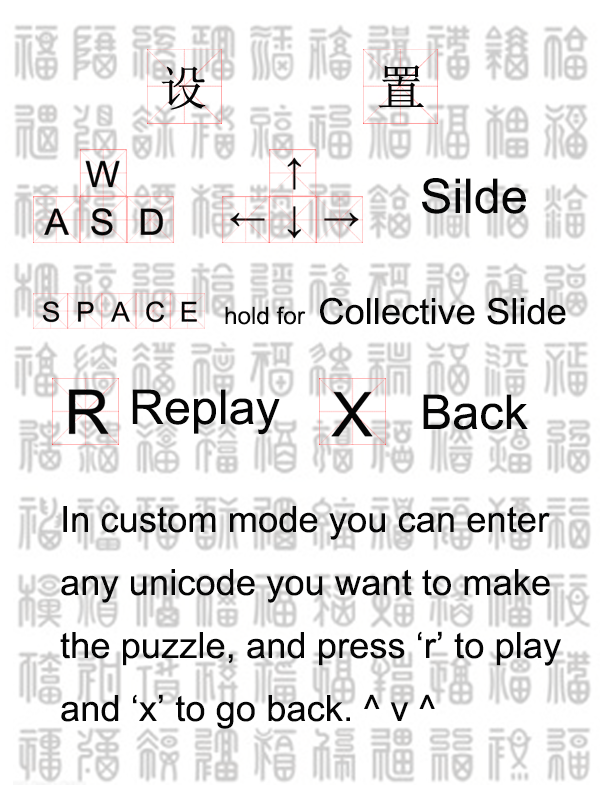 设 置
W ↑
A S D ← ↓ → Silde
S P A C E hold for Collective Slide
R Replay X Back
In custom mode you can enter
any unicode you want to make
the puzzle, and press ‘r’ to play
and ‘x’ to go back. ^ v ^